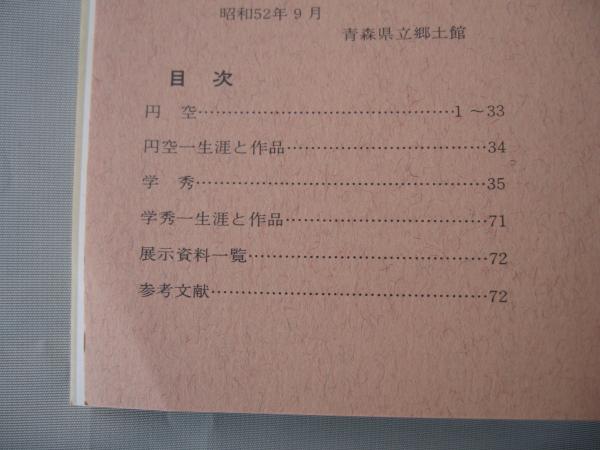 昭和52年9月
青森県立郷土館
目次
円空……………………………………1～33
円空―生涯と作品……………………………34
学秀…………………………………………35
学秀―生涯と作品……………………………71
展示資料一覧…………………………………72
参考文献………………………………………72